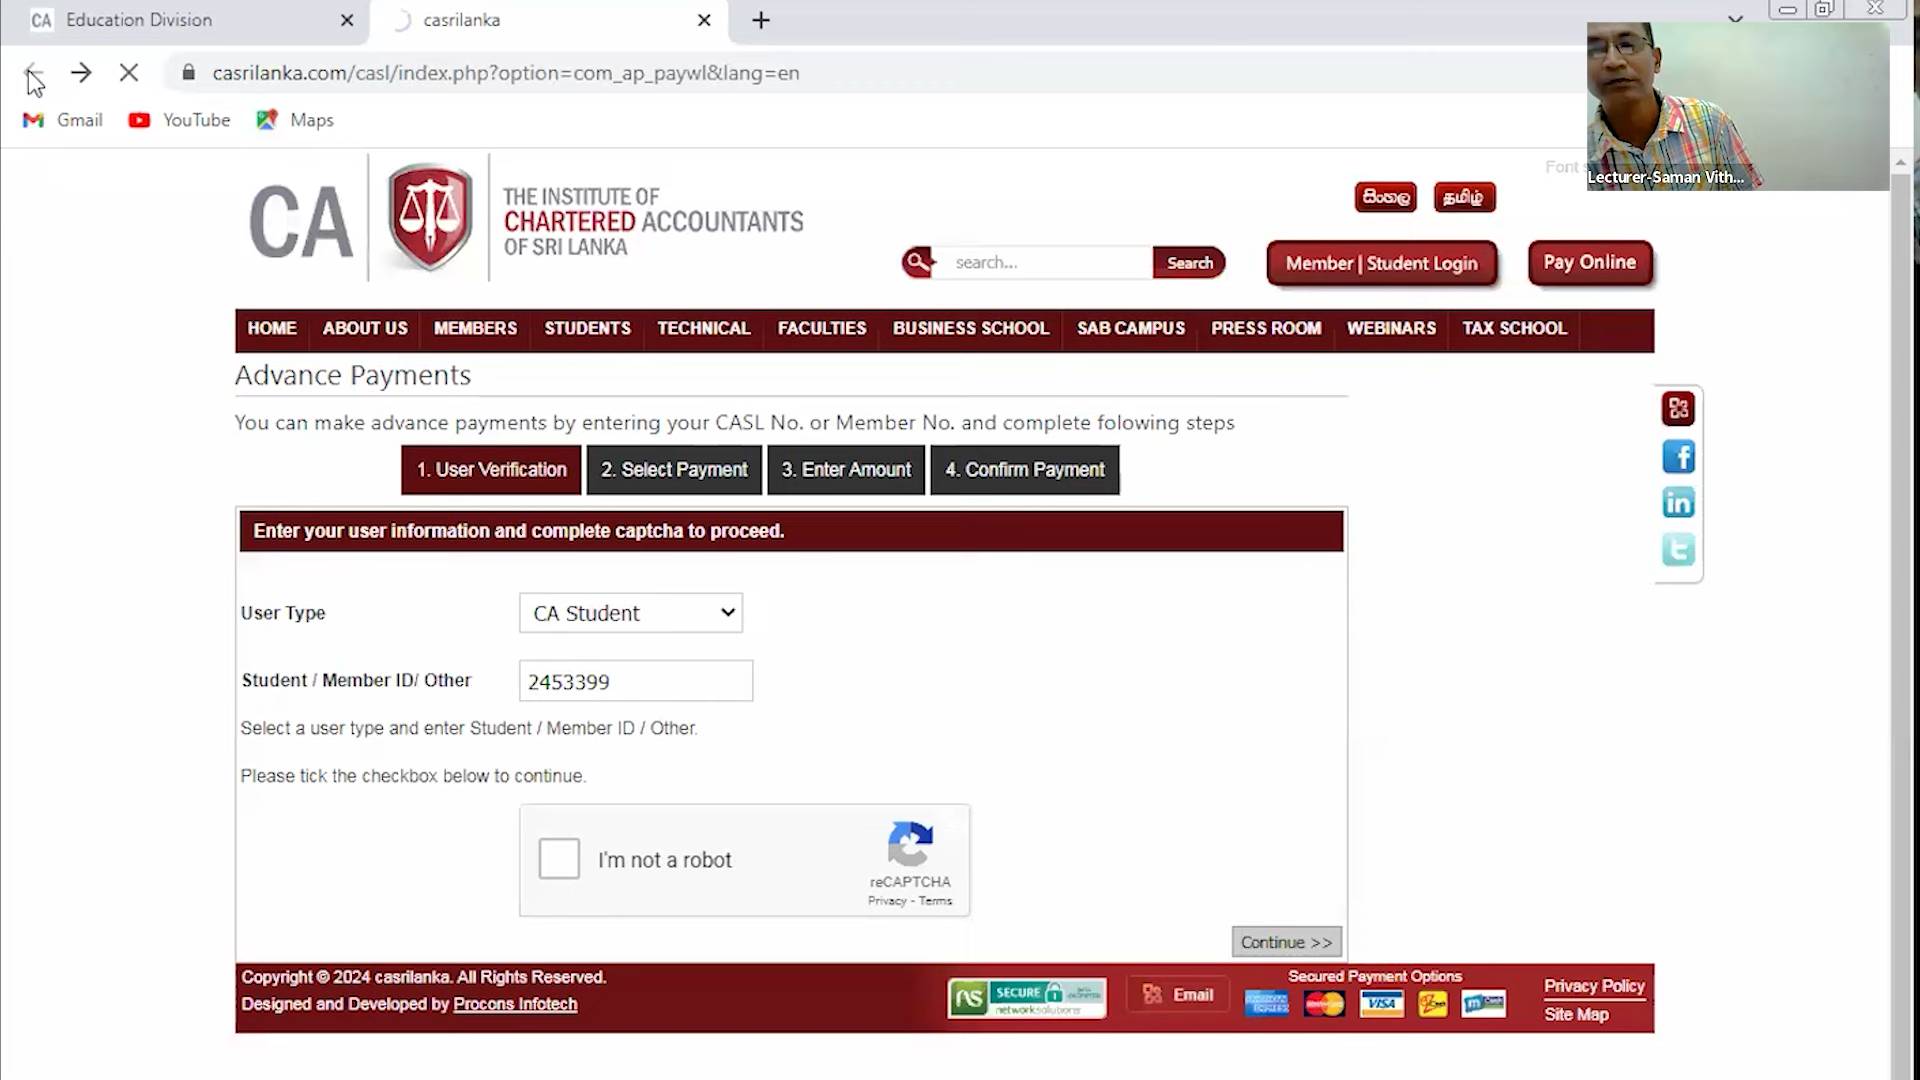 CA Education Division
casrilanka
casrilanka.com/casl/index.php?option=com_ap_paywl&lang=en
Gmail YouTube Maps
Lecturer-Saman Vith...
Font
CA
THE INSTITUTE OF
CHARTERED ACCOUNTANTS
OF SRI LANKA
සිංහල தமிழ்
search... Search Member | Student Login Pay Online
HOME ABOUT US MEMBERS STUDENTS TECHNICAL FACULTIES BUSINESS SCHOOL SAB CAMPUS PRESS ROOM WEBINARS TAX SCHOOL
Advance Payments
You can make advance payments by entering your CASL No. or Member No. and complete folowing steps
1. User Verification 2. Select Payment 3. Enter Amount 4. Confirm Payment
Enter your user information and complete captcha to proceed.
User Type CA Student
Student / Member ID/ Other 2453399
Select a user type and enter Student / Member ID / Other.
Please tick the checkbox below to continue.
I'm not a robot
reCAPTCHA
Privacy - Terms
Continue >>
Copyright © 2024 casrilanka. All Rights Reserved.
Designed and Developed by Procons Infotech
SECURE
networksolutions
Email
Secured Payment Options
VISA
Privacy Policy
Site Map